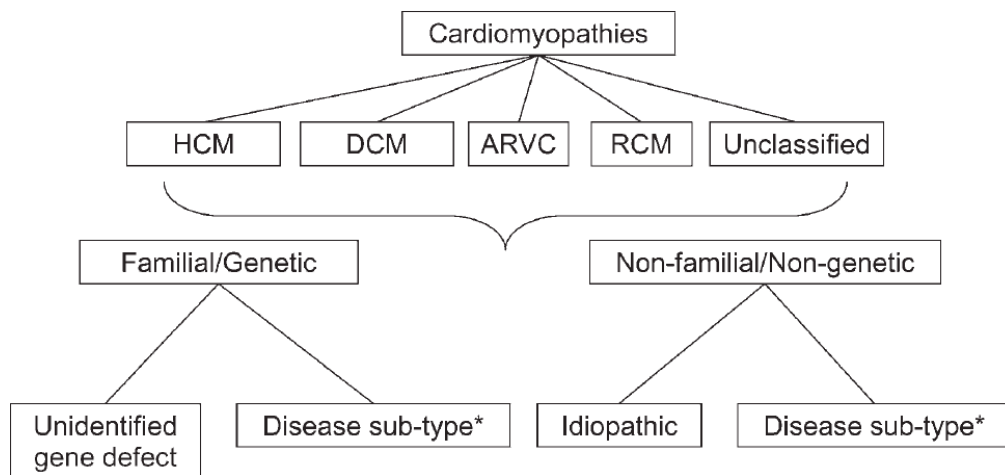 Cardiomyopathies
HCM
DCM
ARVC
RCM
Unclassified
Familial/Genetic
Non-familial/Non-genetic
Unidentified
gene defect
Disease sub-type*
Idiopathic
Disease sub-type*